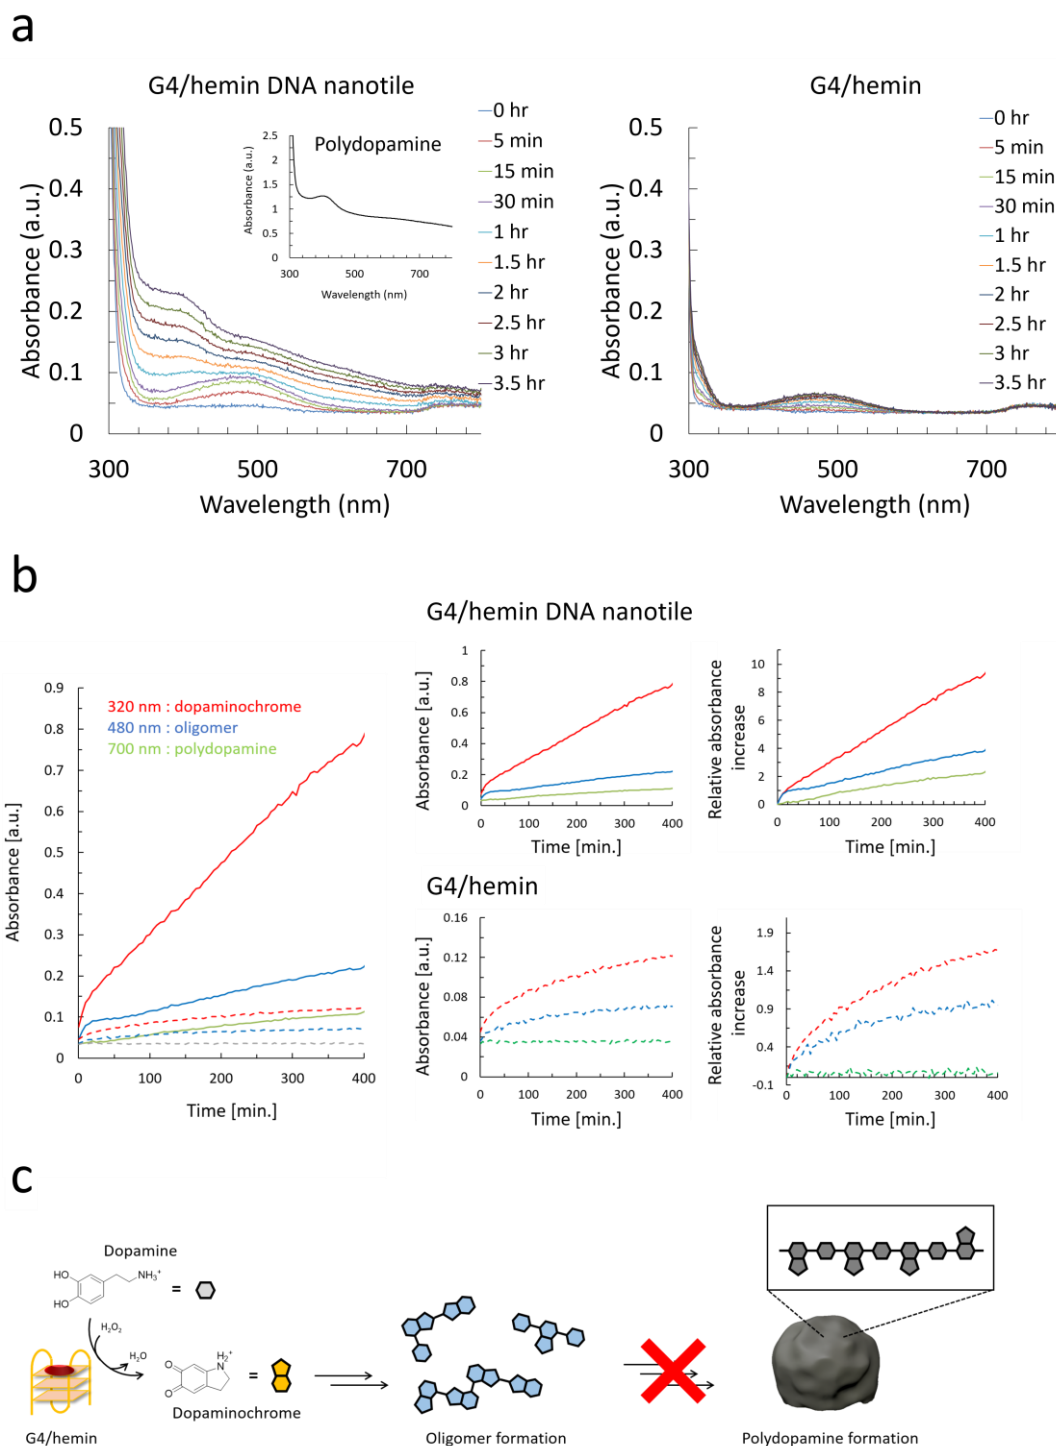 a
G4/hemin DNA nanotile
0.5
0.4
0.3
0.2
0.1
0
300
500
700
Absorbance (a.u.)
Wavelength (nm)
Polydopamine
2.5
2
1.5
1
0.5
0
300
500
700
Absorbance (a.u.)
Wavelength (nm)
0 hr
5 min
15 min
30 min
1 hr
1.5 hr
2 hr
2.5 hr
3 hr
3.5 hr
G4/hemin
0.5
0.4
0.3
0.2
0.1
0
300
500
700
Absorbance (a.u.)
Wavelength (nm)
0 hr
5 min
15 min
30 min
1 hr
1.5 hr
2 hr
2.5 hr
3 hr
3.5 hr
b
0.9
0.8
0.7
0.6
0.5
0.4
0.3
0.2
0.1
0
0
100
200
300
400
Absorbance [a.u.]
Time [min.]
320 nm : dopaminochrome
480 nm : oligomer
700 nm : polydopamine
G4/hemin DNA nanotile
1
0.8
0.6
0.4
0.2
0
0
100
200
300
400
Absorbance [a.u.]
Time [min.]
10
8
6
4
2
0
0
100
200
300
400
Relative absorbance
increase
Time [min.]
G4/hemin
0.16
0.12
0.08
0.04
0
0
100
200
300
400
Absorbance [a.u.]
Time [min.]
1.9
1.4
0.9
0.4
-0.1
0
100
200
300
400
Relative absorbance
increase
Time [min.]
c
Dopamine
HO
HO
NH3+
=
H2O2
H2O
G4/hemin
O
O
N
H2+
=
Dopaminochrome
Oligomer formation
Polydopamine formation